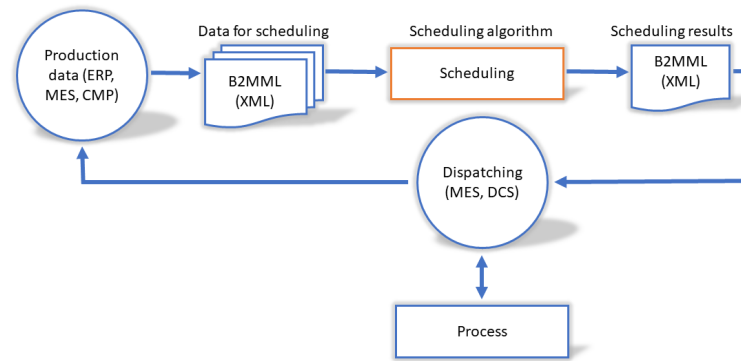 Data for scheduling
Scheduling algorithm
Scheduling results
Production
data (ERP,
MES, CMP)
B2MML
(XML)
Scheduling
B2MML
(XML)
Dispatching
(MES, DCS)
Process